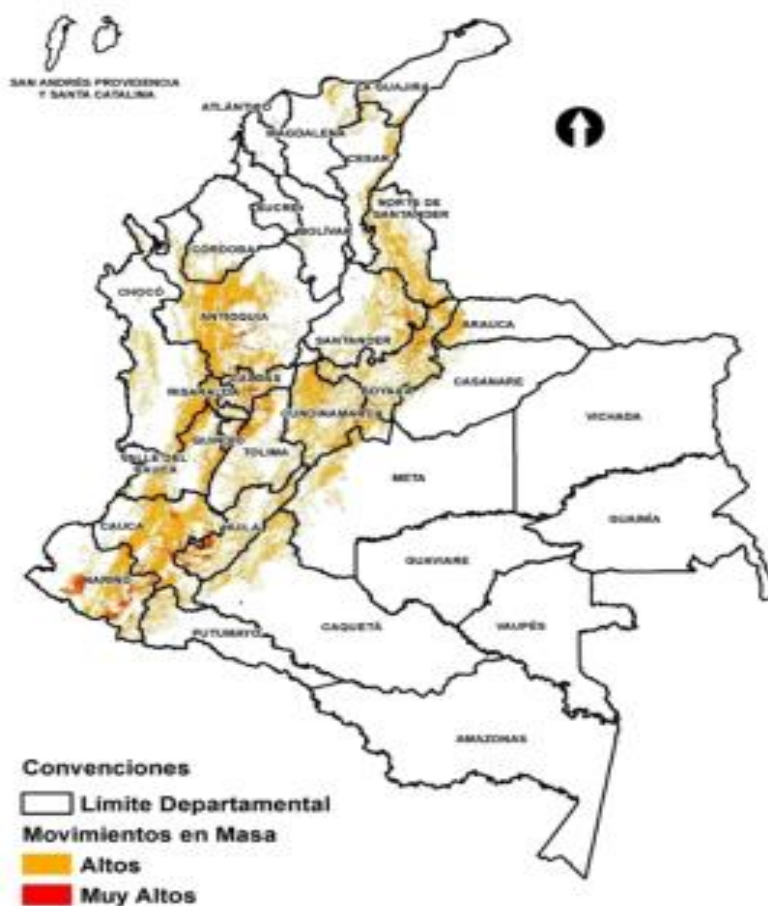 SAN ANDRÉS PROVIDENCIA
Y SANTA CATALINA
LA GUAJIRA
ATLÁNTICO
MAGDALENA
CESAR
NORTE DE
SANTANDER
SUCRE
BOLÍVAR
CÓRDOBA
CHOCÓ
ANTIOQUIA
ARAUCA
SANTANDER
CALDAS
CASANARE
RISARALDA
BOYACÁ
CUNDINAMARCA
VICHADA
QUINDÍO
TOLIMA
VALLE DEL
CAUCA
META
GUAINÍA
CAUCA
HUILA
GUAVIARE
NARIÑO
PUTUMAYO
CAQUETÁ
VAUPÉS
AMAZONAS
Convenciones
Límite Departamental
Movimientos en Masa
Altos
Muy Altos